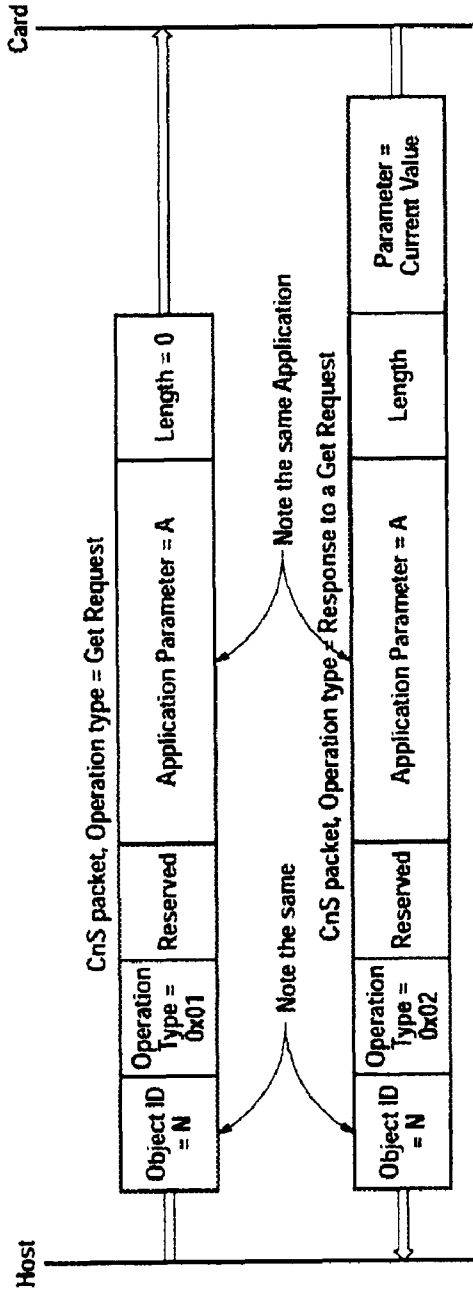 Host
Card
CnS packet, Operation type = Get Request
Object ID
= N
Operation
Type =
0x01
Reserved
Application Parameter = A
Length = 0
Note the same
Note the same Application
CnS packet, Operation type = Response to a Get Request
Object ID
= N
Operation
Type =
0x02
Reserved
Application Parameter = A
Length
Parameter =
Current Value